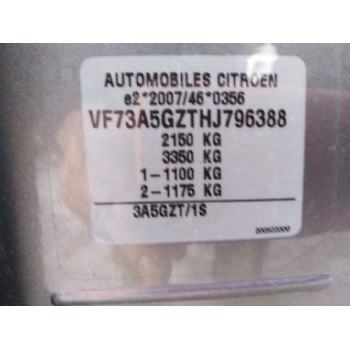 AUTOMOBILES CITROEN
e2*2007/46*0356
VF73A5GZTHJ796388
2150 KG
3350 KG
1-1100 KG
2-1175 KG
3A5GZT/1S